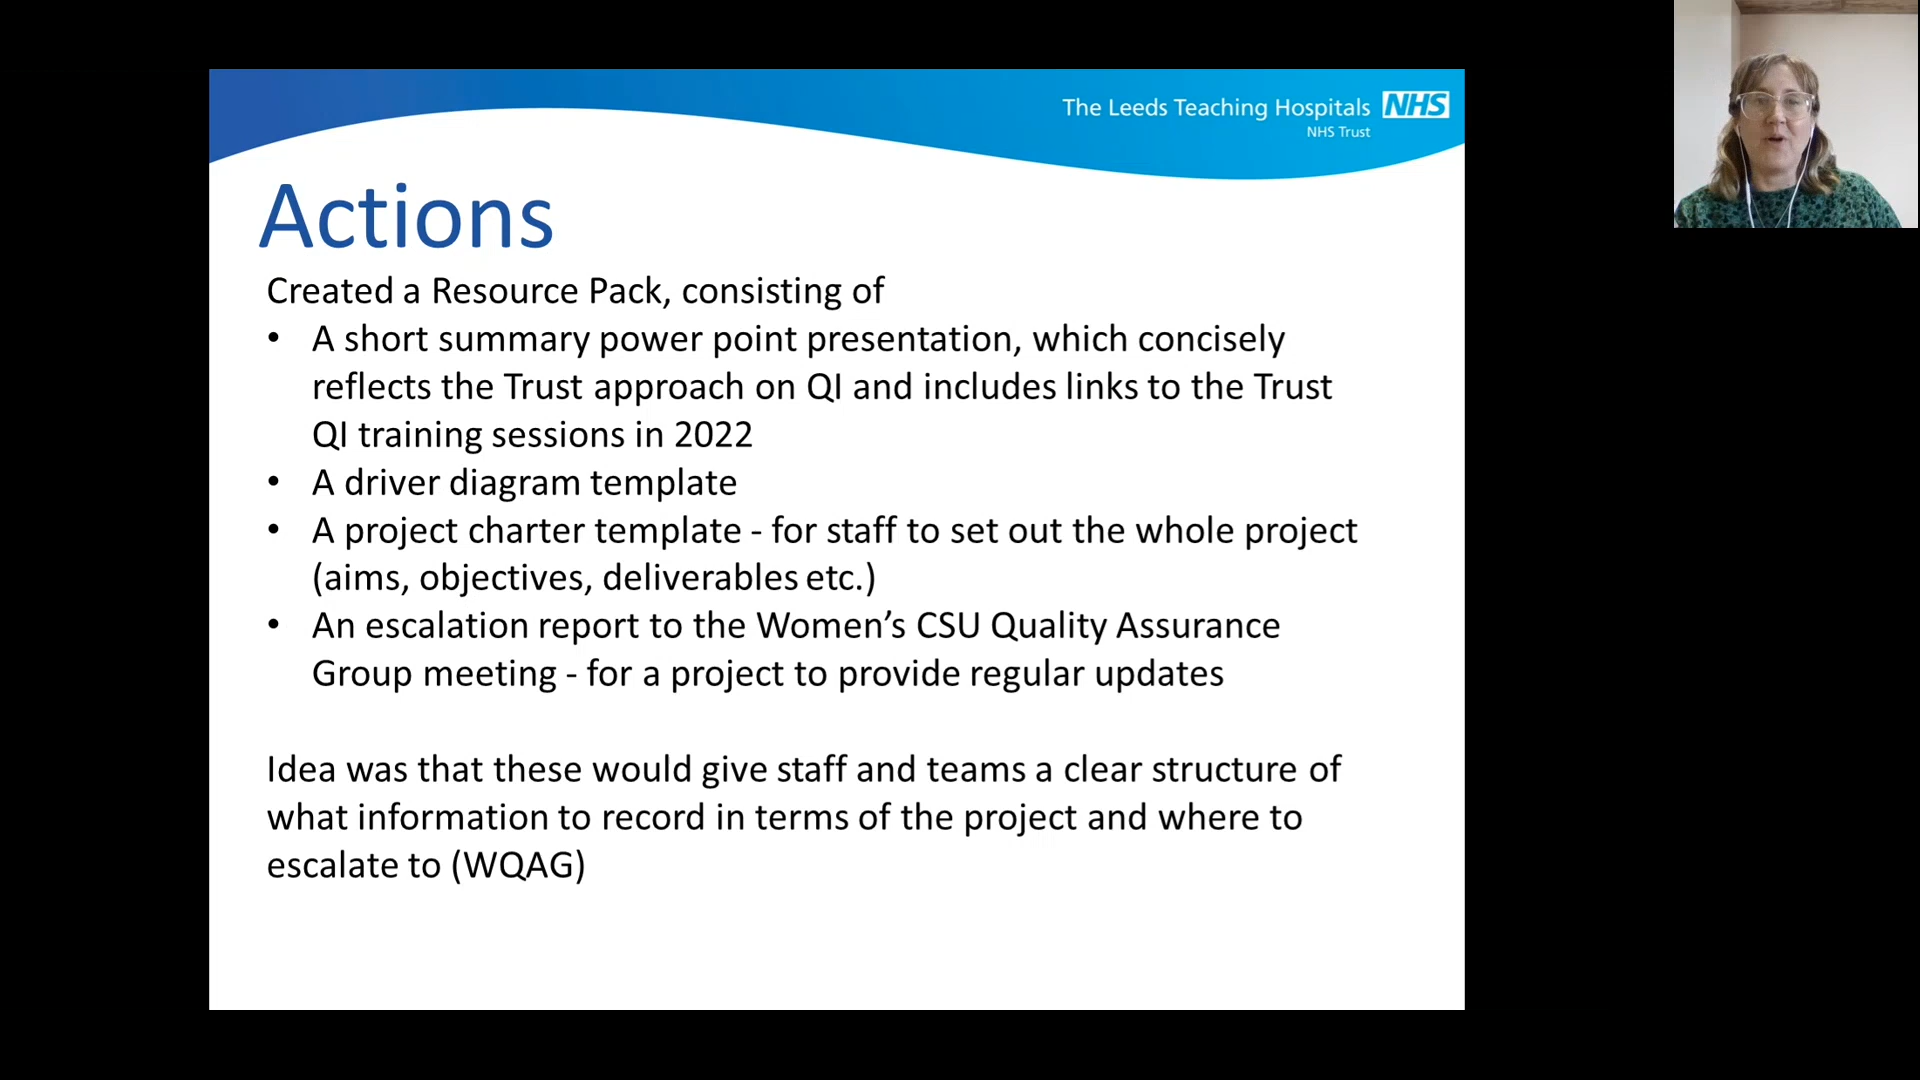 The Leeds Teaching Hospitals NHS
NHS Trust
Actions
Created a Resource Pack, consisting of
• A short summary power point presentation, which concisely
reflects the Trust approach on QI and includes links to the Trust
QI training sessions in 2022
• A driver diagram template
• A project charter template - for staff to set out the whole project
(aims, objectives, deliverables etc.)
• An escalation report to the Women’s CSU Quality Assurance
Group meeting - for a project to provide regular updates
Idea was that these would give staff and teams a clear structure of
what information to record in terms of the project and where to
escalate to (WQAG)